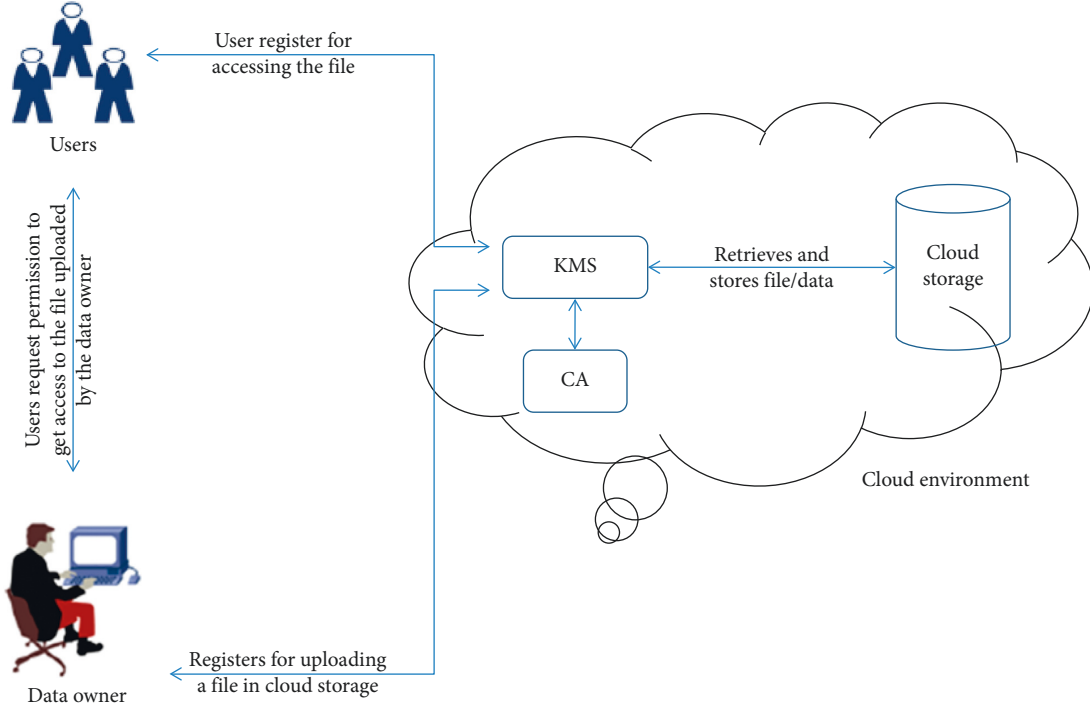 User register for
accessing the file
Users
Users request permission to
get access to the file uploaded
by the data owner
KMS
Retrieves and
stores file/data
Cloud
storage
CA
Cloud environment
Registers for uploading
a file in cloud storage
Data owner